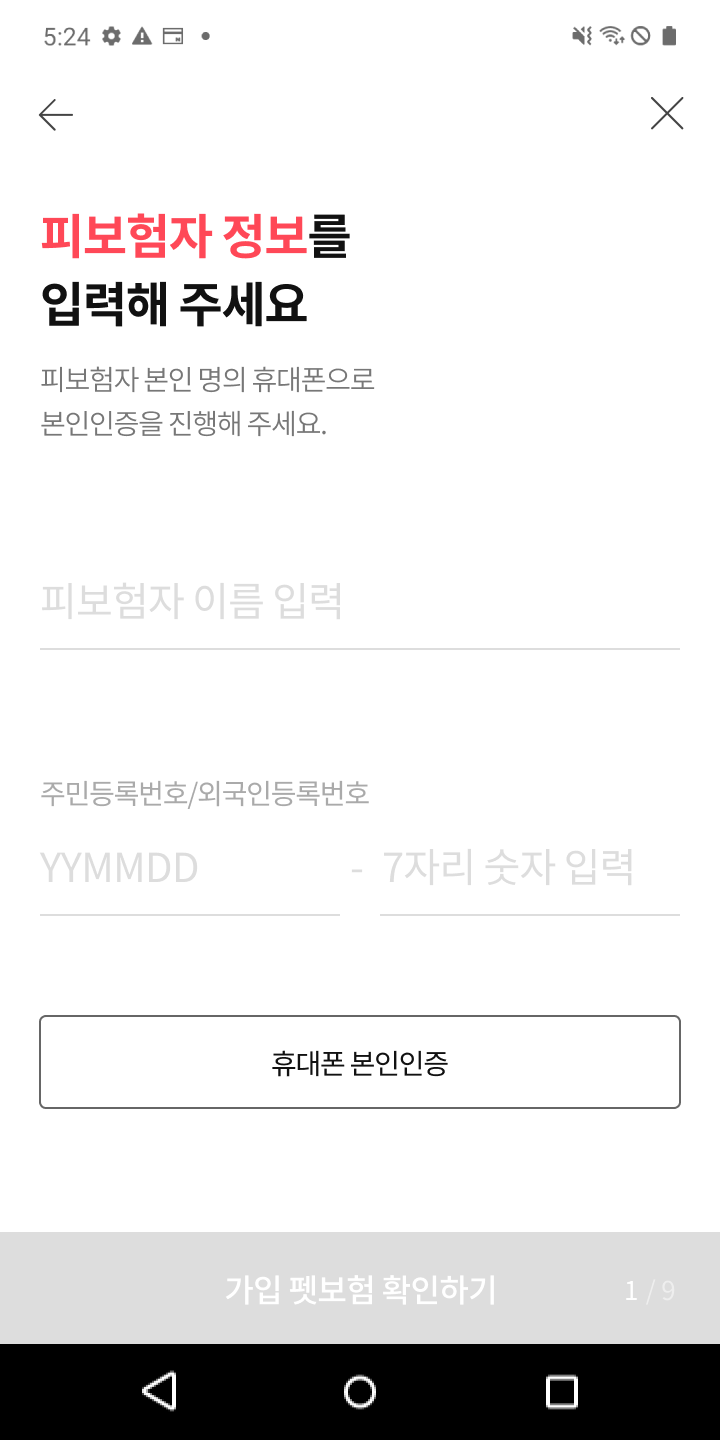 5:24
피보험자 정보를
입력해 주세요
피보험자 본인 명의 휴대폰으로
본인인증을 진행해 주세요.
피보험자 이름 입력
주민등록번호/외국인등록번호
YYMMDD - 7자리 숫자 입력
휴대폰 본인인증
가입 펫보험 확인하기 1 / 9